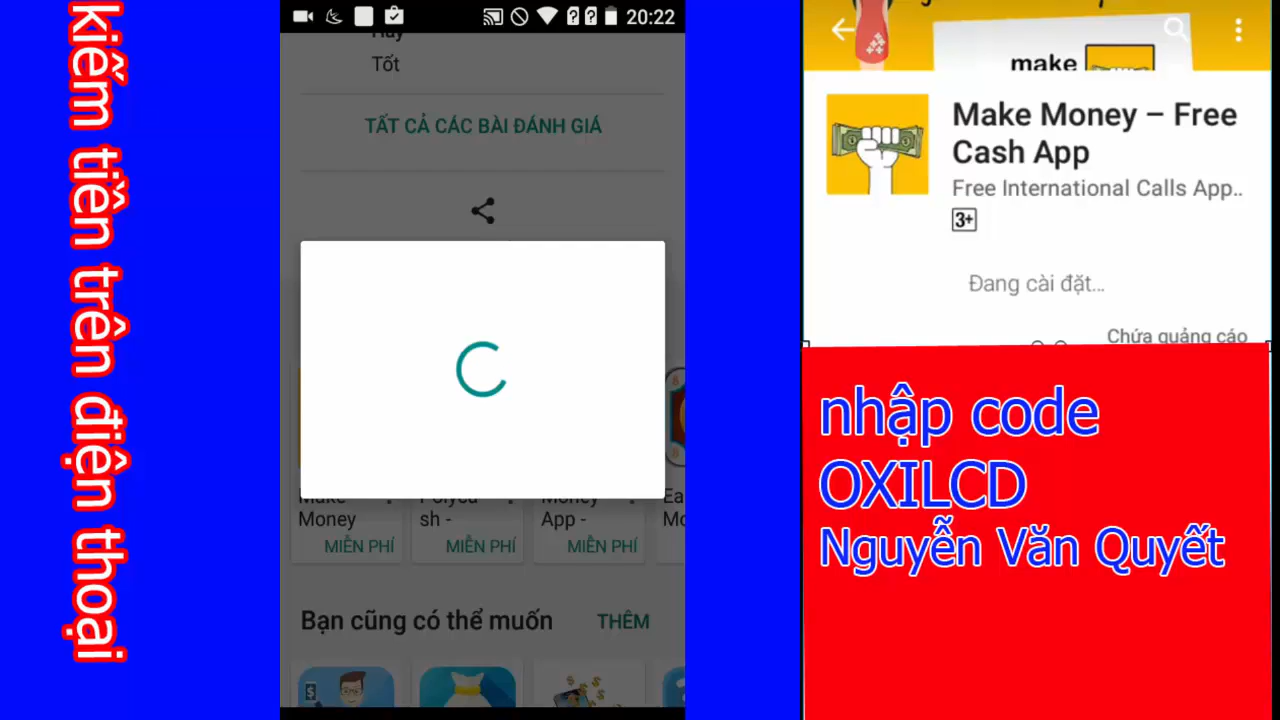 kiếm tiền trên điện thoại
20:22
Hay
Tốt
TẤT CẢ CÁC BÀI ĐÁNH GIÁ
Make
Money
MIỄN PHÍ
Polyca
sh -
MIỄN PHÍ
Money
App -
MIỄN PHÍ
Ea
Mo
Bạn cũng có thể muốn
THÊM
make
Make Money – Free
Cash App
Free International Calls App..
3+
Đang cài đặt...
Chứa quảng cáo
nhập code
OXILCD
Nguyễn Văn Quyết